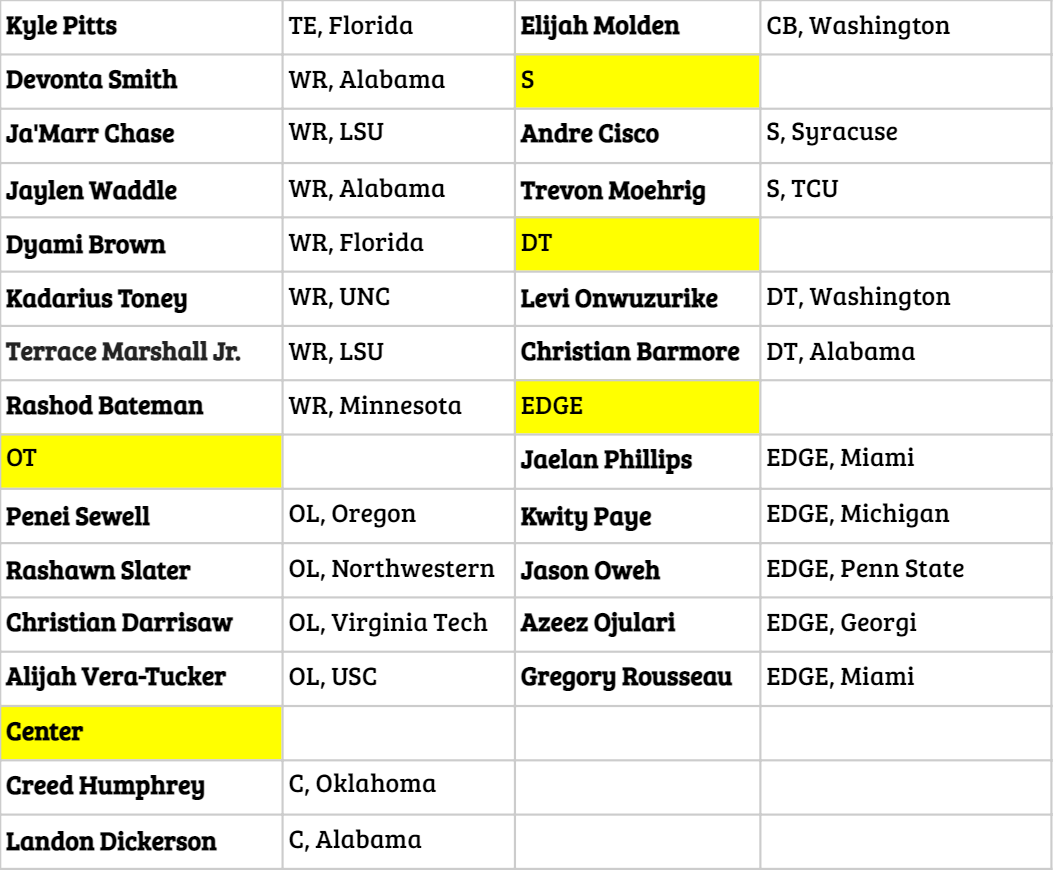 Kyle Pitts TE, Florida Elijah Molden CB, Washington
Devonta Smith WR, Alabama S
Ja'Marr Chase WR, LSU Andre Cisco S, Syracuse
Jaylen Waddle WR, Alabama Trevon Moehrig S, TCU
Dyami Brown WR, Florida DT
Kadarius Toney WR, UNC Levi Onwuzurike DT, Washington
Terrace Marshall Jr. WR, LSU Christian Barmore DT, Alabama
Rashod Bateman WR, Minnesota EDGE
OT Jaelan Phillips EDGE, Miami
Penei Sewell OL, Oregon Kwity Paye EDGE, Michigan
Rashawn Slater OL, Northwestern Jason Oweh EDGE, Penn State
Christian Darrisaw OL, Virginia Tech Azeez Ojulari EDGE, Georgi
Alijah Vera-Tucker OL, USC Gregory Rousseau EDGE, Miami
Center
Creed Humphrey C, Oklahoma
Landon Dickerson C, Alabama